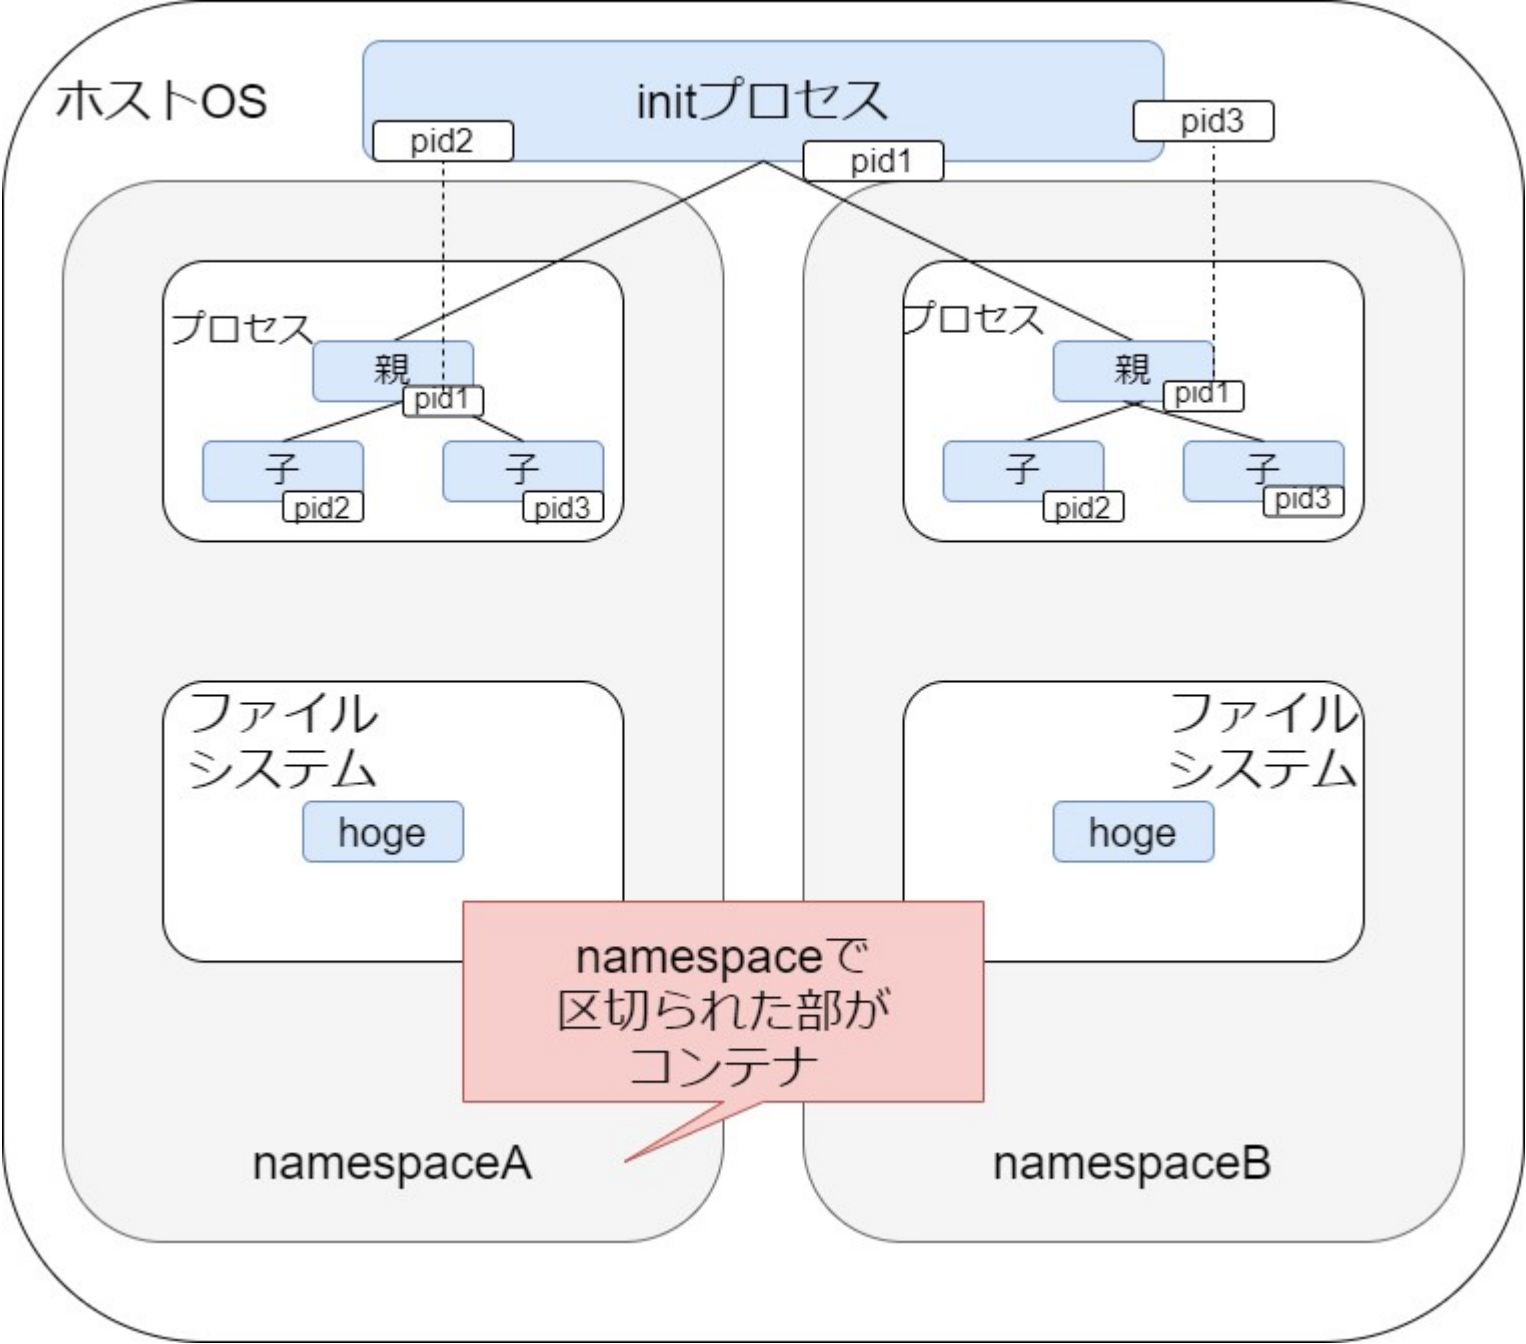 ホストOS
initプロセス
pid2
pid1
pid3
プロセス
親
pid1
子
pid2
子
pid3
プロセス
親
pid1
子
pid2
子
pid3
ファイル
システム
hoge
ファイル
システム
hoge
namespaceで
区切られた部が
コンテナ
namespaceA
namespaceB